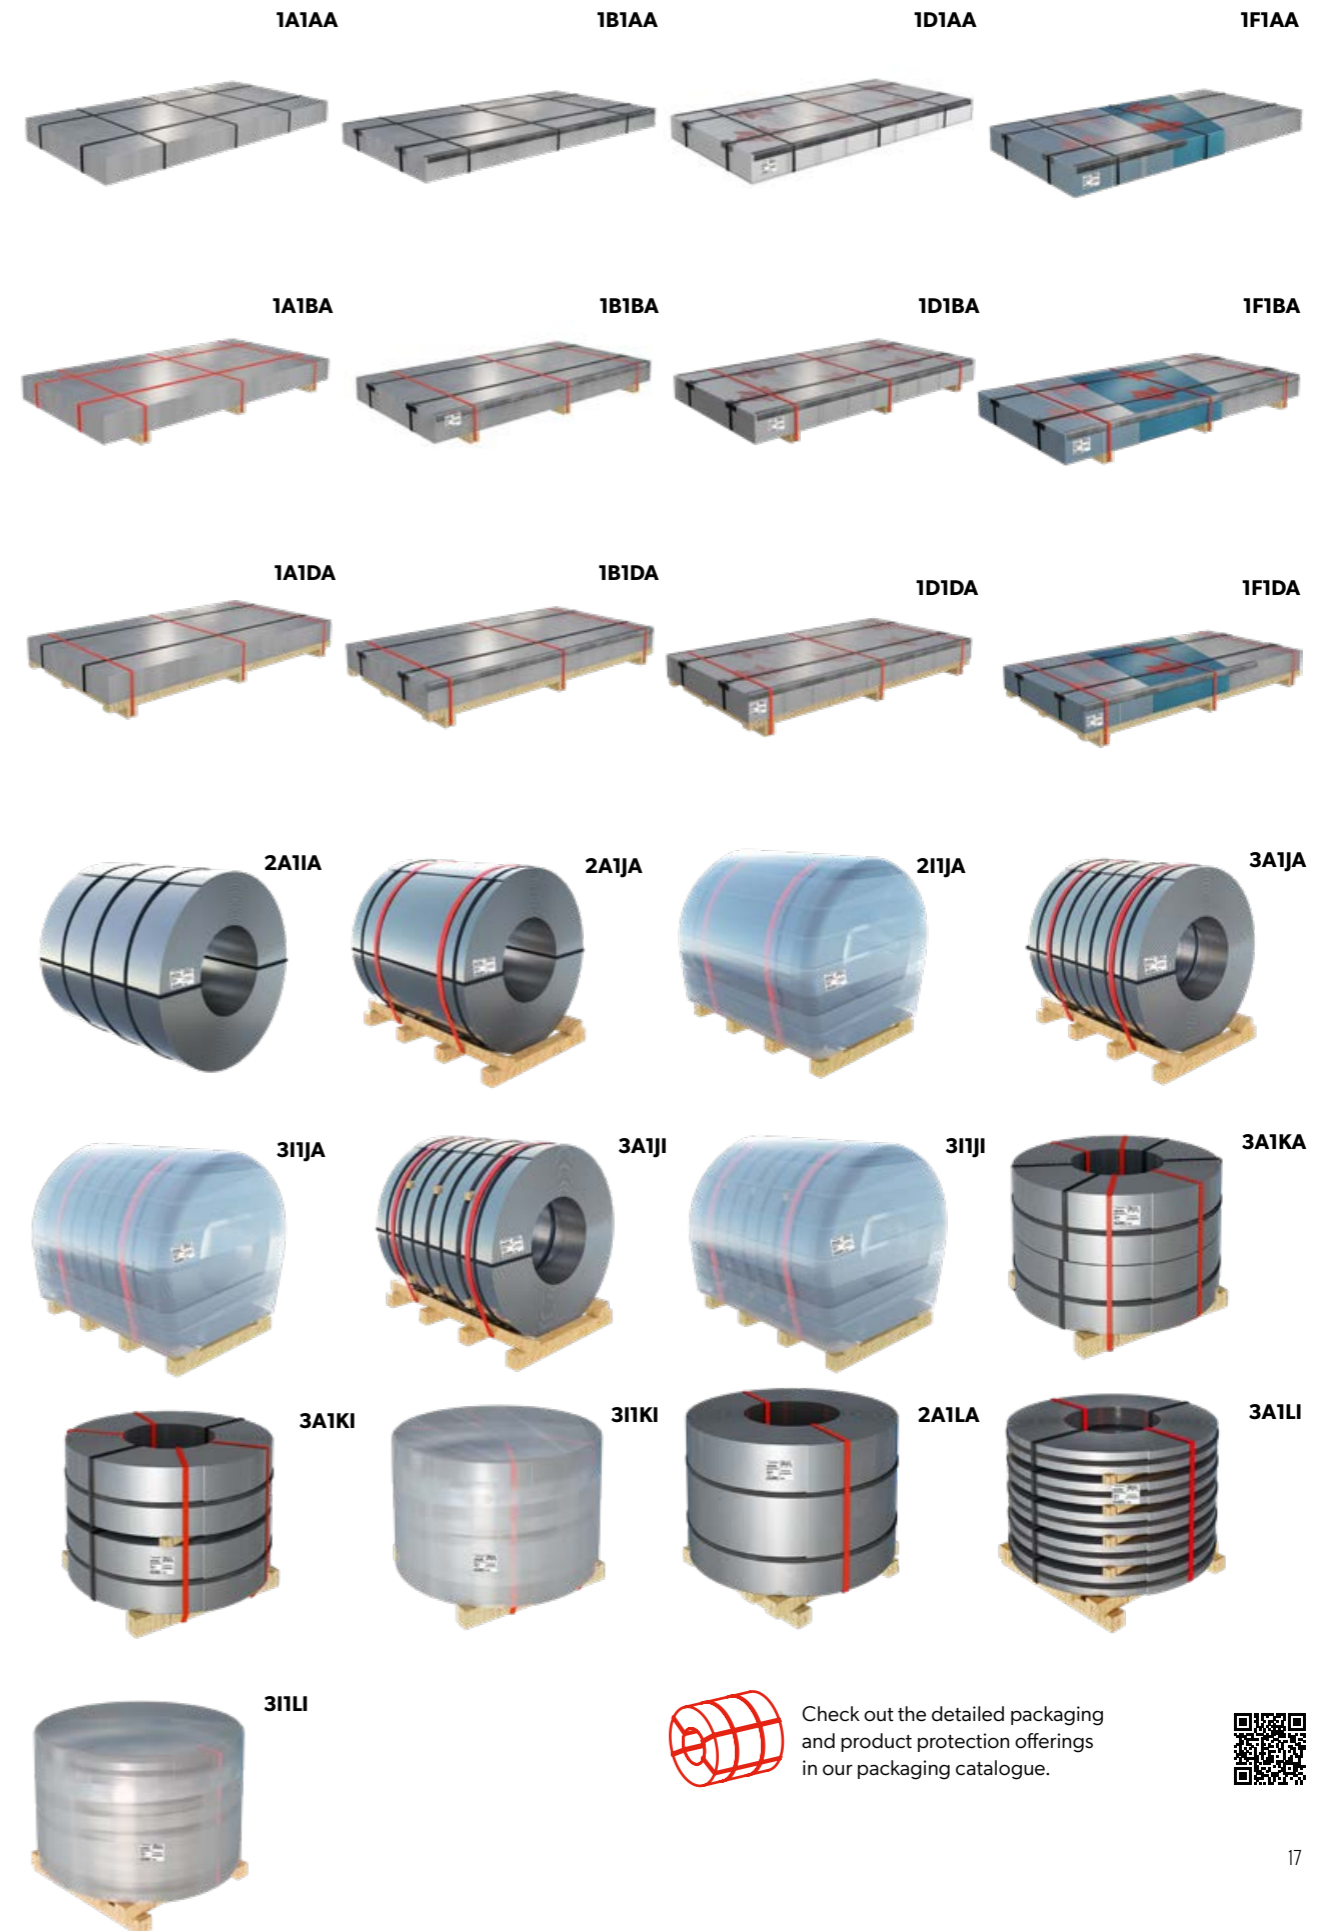 1A1AA
1B1AA
1D1AA
1F1AA
1A1BA
1B1BA
1D1BA
1F1BA
1A1DA
1B1DA
1D1DA
1F1DA
2A1IA
2A1JA
2I1JA
3A1JA
3I1JA
3A1JI
3I1JI
3A1KA
3A1KI
3I1KI
2A1LA
3A1LI
3I1LI
Check out the detailed packaging
and product protection offerings
in our packaging catalogue.
17